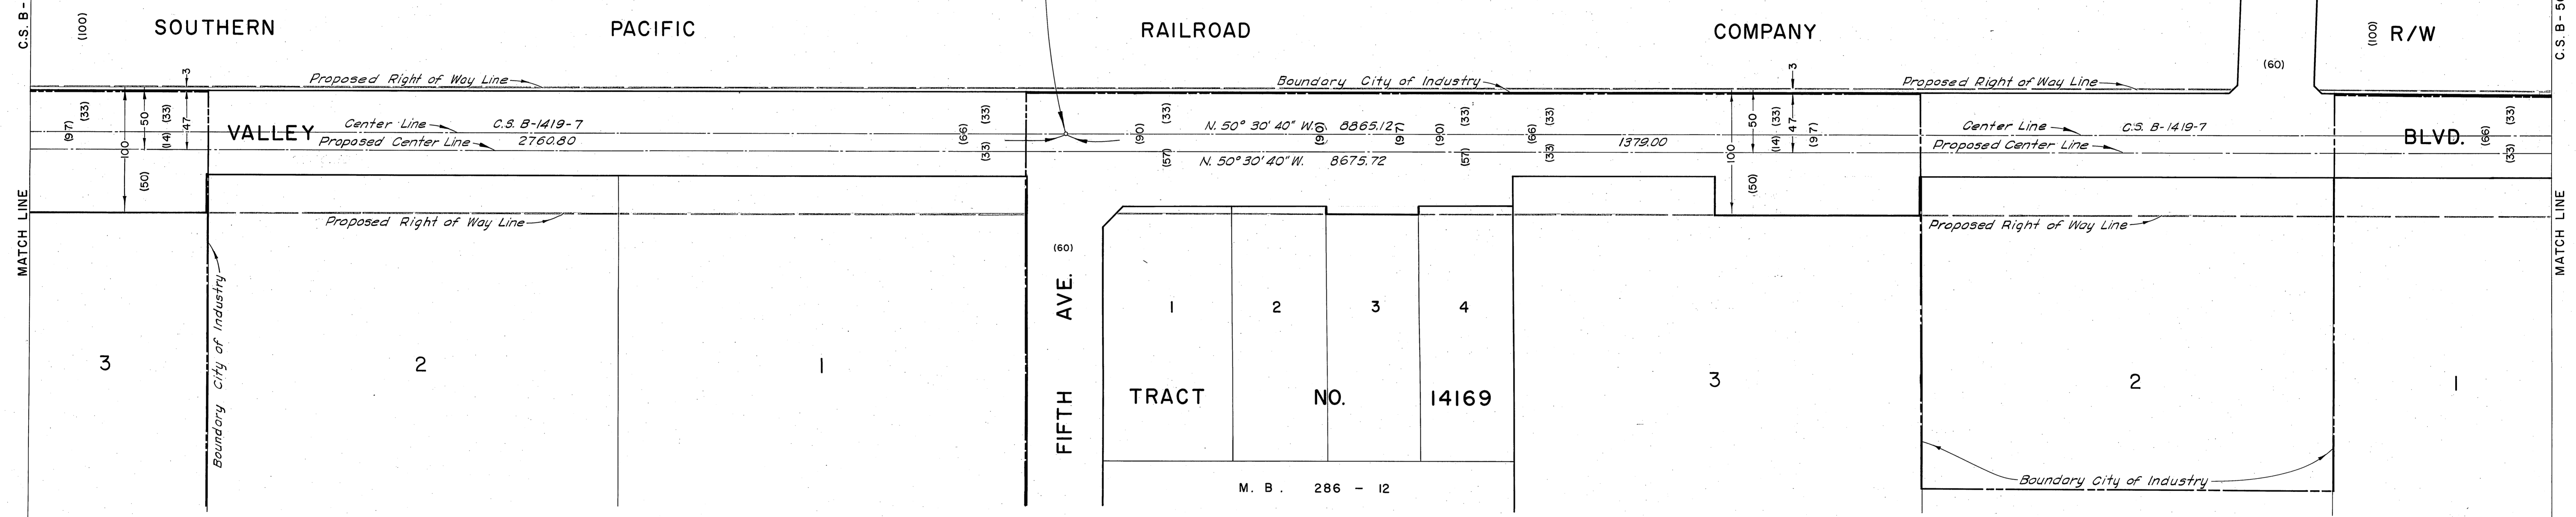 C.S. B-
(100)
SOUTHERN PACIFIC RAILROAD COMPANY R/W
(100)
(60)
C.S. B-
3
Proposed Right of Way Line
Boundary City of Industry
3
Proposed Right of Way Line
(97)
(33)
100
50
(50)
(33)
(14)
47
VALLEY
Center Line C.S. B-1419-7
Proposed Center Line 2760.80
(66)
(33)
(33)
(90)
(33)
(57)
N. 50° 30' 40" W. 8865.12
N. 50° 30' 40" W. 8675.72
(90)
(97)
(90)
(33)
(57)
(66)
(33)
(33)
1379.00
100
50
(50)
(33)
(14)
47
(97)
Center Line C.S. B-1419-7
Proposed Center Line
BLVD.
(66)
(33)
(33)
MATCH LINE
Proposed Right of Way Line
Proposed Right of Way Line
MATCH LINE
Boundary City of Industry
(60)
FIFTH AVE.
1 2 3 4
3 2 1
TRACT NO. 14169
3 2 1
M. B. 286 - 12
Boundary City of Industry